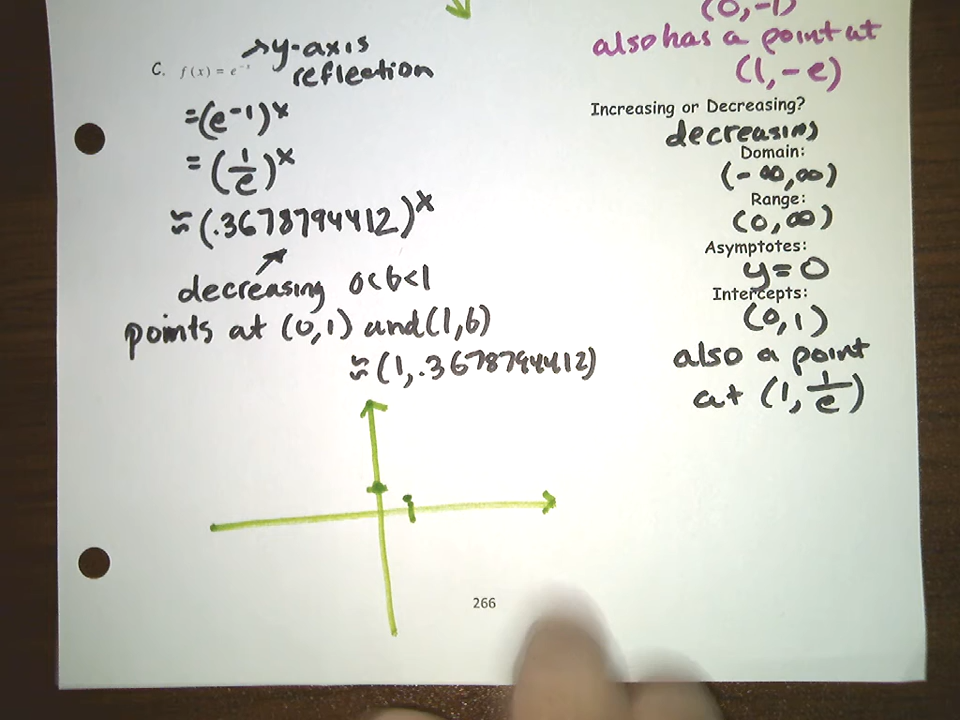 (0,-1)
also has a point at
(1,-e)
C. f(x) = e^-x
→y-axis
reflection
=(e^-1)^x
=(1/e)^x
≈(.3678794412)^x
decreasing 0<b<1
points at (0,1) and (1,b)
≈(1,.3678794412)
Increasing or Decreasing?
decreasing
Domain:
(-∞,∞)
Range:
(0,∞)
Asymptotes:
y=0
Intercepts:
(0,1)
also a point
at (1,1/e)
266